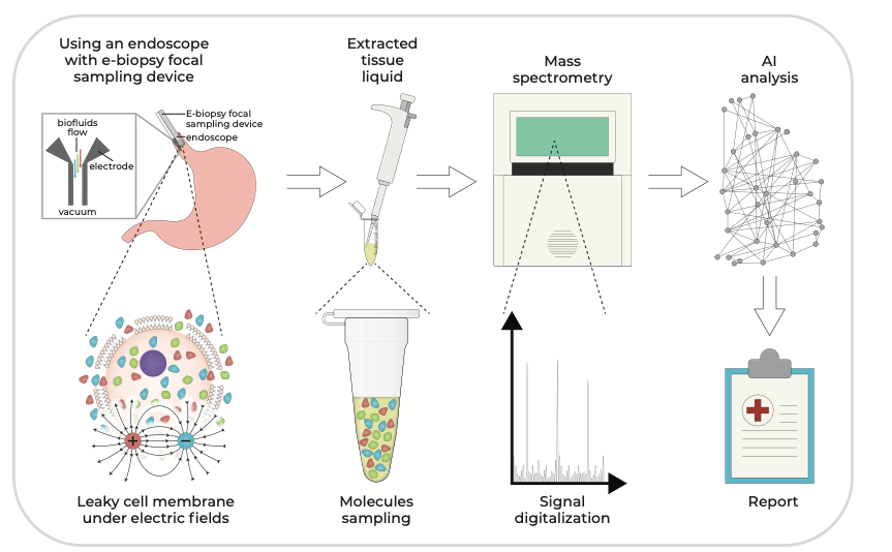 Using an endoscope
with e-biopsy focal
sampling device
Extracted
tissue
liquid
Mass
spectrometry
AI
analysis
biofluids
flow
electrode
vacuum
E-biopsy focal
sampling device
endoscope
+
−
Leaky cell membrane
under electric fields
Molecules
sampling
Signal
digitalization
Report